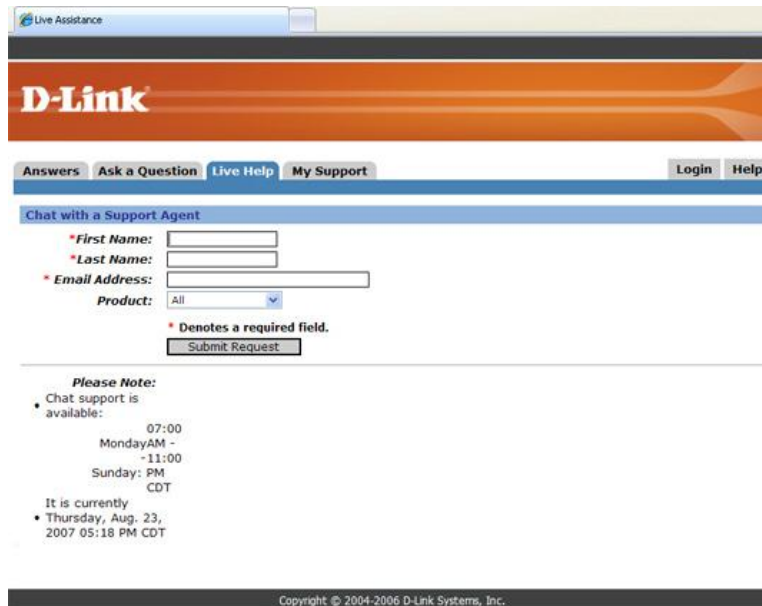 Live Assistance
D-Link
Answers Ask a Question Live Help My Support Login Help
Chat with a Support Agent
*First Name:
*Last Name:
* Email Address:
Product: All
* Denotes a required field.
Submit Request
Please Note:
• Chat support is
available:
07:00
MondayAM -
-11:00
Sunday: PM
CDT
It is currently
• Thursday, Aug. 23,
2007 05:18 PM CDT
Copyright © 2004-2006 D-Link Systems, Inc.